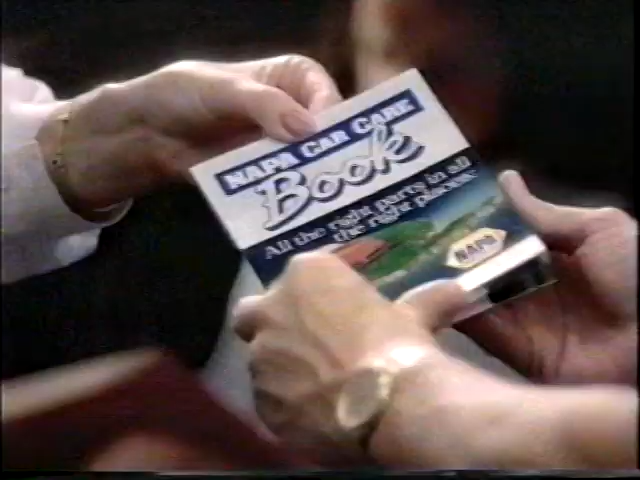 NAPA CAR CARE
Book
All the right parts in all
the right places
NAPA